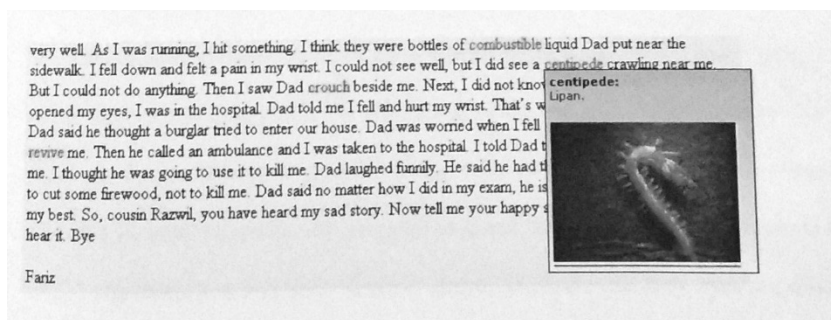 very well. As I was running, I hit something. I think they were bottles of combustible liquid Dad put near the
sidewalk. I fell down and felt a pain in my wrist. I could not see well, but I did see a centipede crawling near me.
But I could not do anything. Then I saw Dad crouch beside me. Next, I did not know
opened my eyes, I was in the hospital. Dad told me I fell and hurt my wrist. That's
Dad said he thought a burglar tried to enter our house. Dad was worried when I fell
revive me. Then he called an ambulance and I was taken to the hospital. I told Dad
me. I thought he was going to use it to kill me. Dad laughed funnily. He said he had
to cut some firewood, not to kill me. Dad said no matter how I did in my exam, he is
my best. So, cousin Razwil, you have heard my sad story. Now tell me your happy
hear it. Bye
Fariz
centipede:
Lipan.